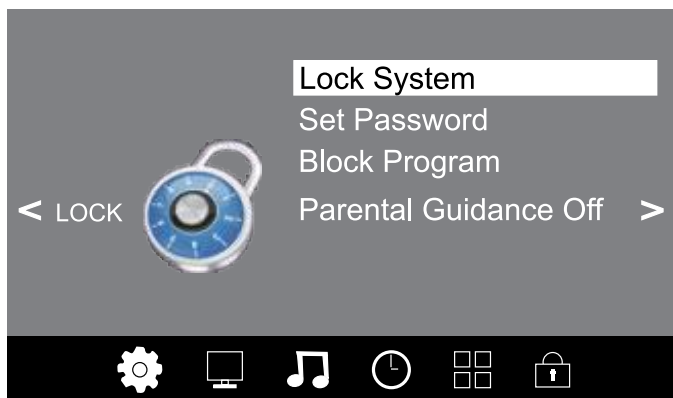 Lock System
Set Password
Block Program
< LOCK
Parental Guidance Off >